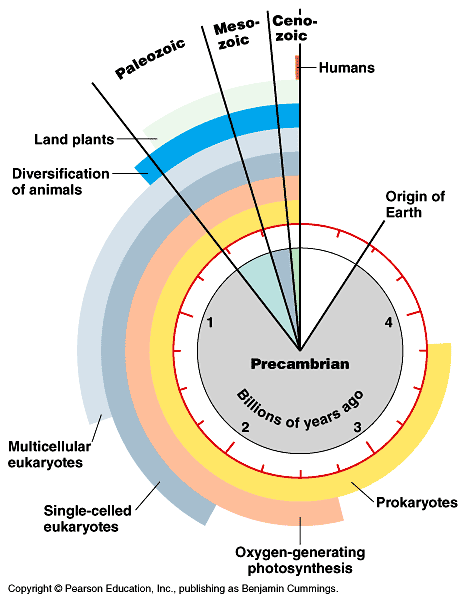 Paleozoic
Meso-
zoic
Ceno-
zoic
Humans
Land plants
Diversification
of animals
Origin of
Earth
1
4
Precambrian
Billions of years ago
2
3
Multicellular
eukaryotes
Single-celled
eukaryotes
Prokaryotes
Oxygen-generating
photosynthesis
Copyright © Pearson Education, Inc., publishing as Benjamin Cummings.